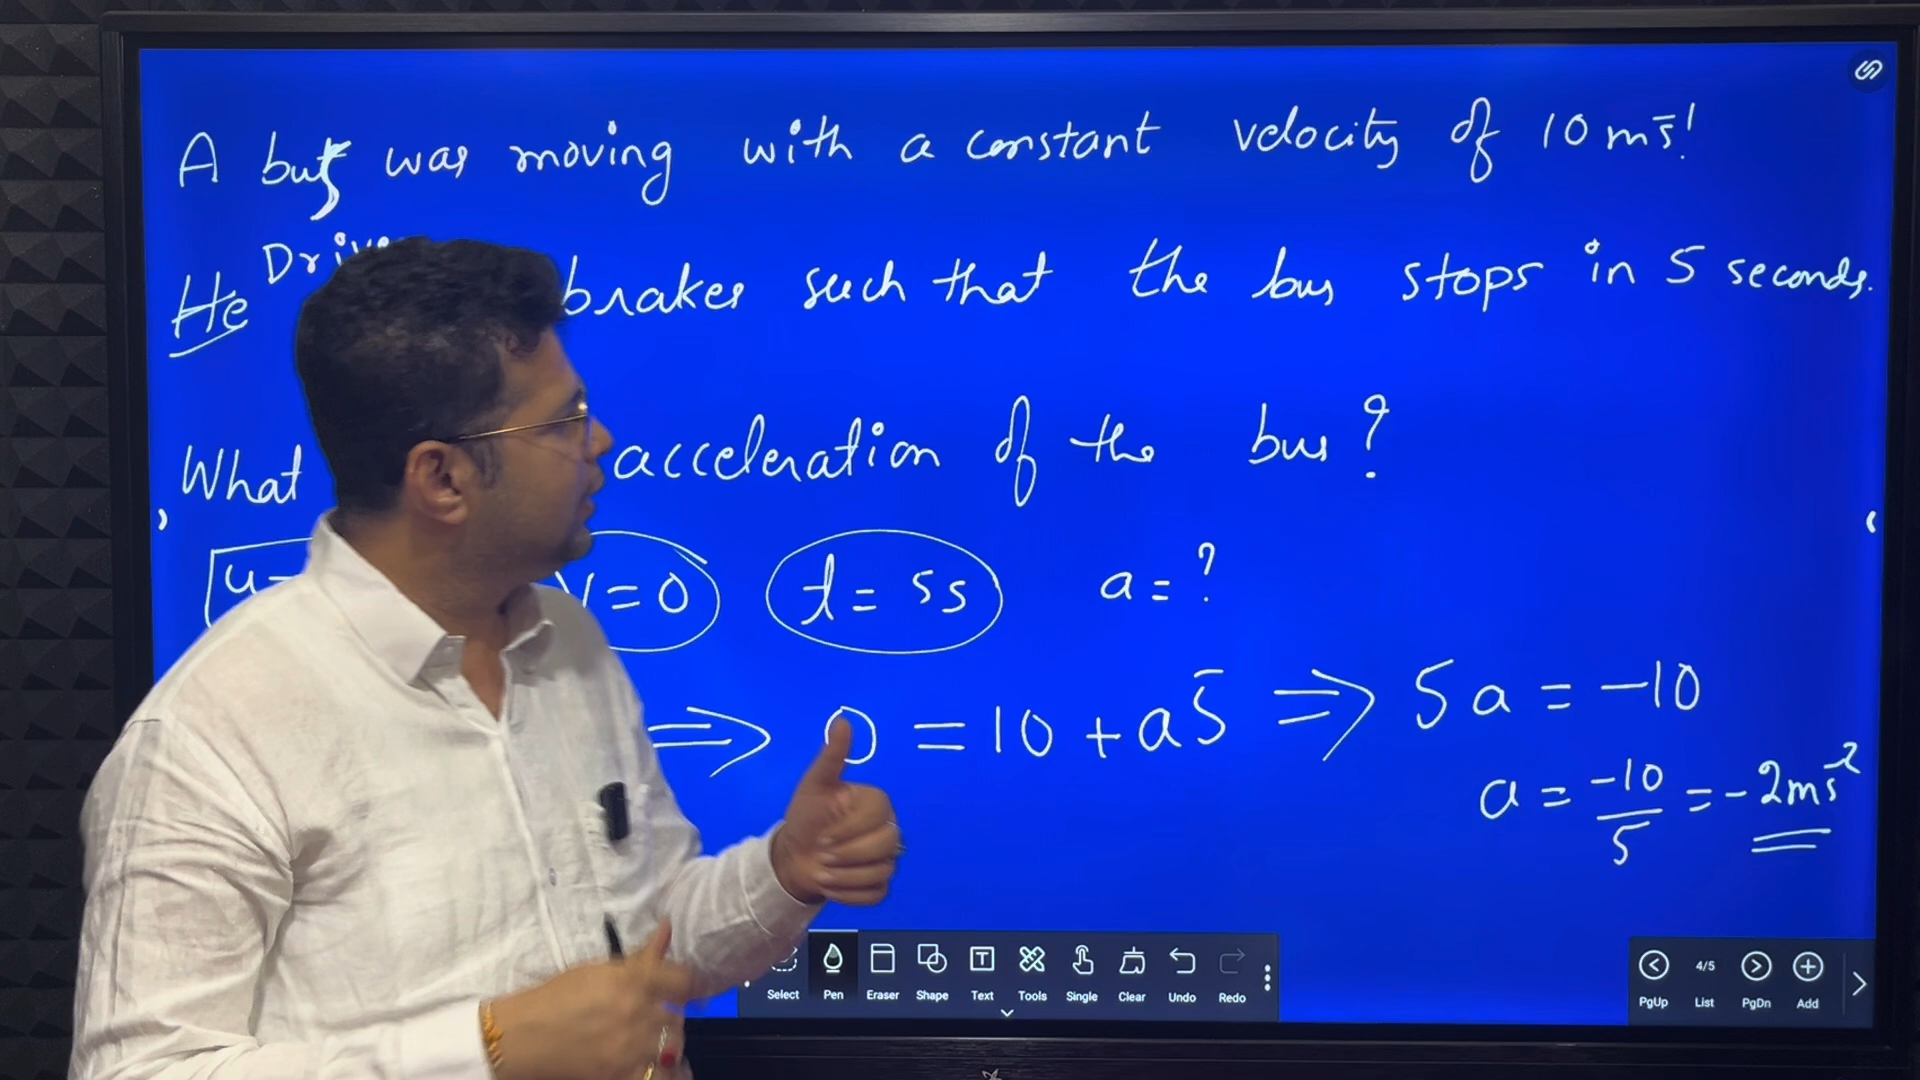 A bus was moving with a constant velocity of 10 ms⁻¹.
He brakes such that the bus stops in 5 seconds.
What acceleration of the bus?
v=0 t= 5s a= ?
⇒ 0 = 10 + a5 ⇒ 5a = -10
a = -10/5 = -2ms⁻²
Select Pen Eraser Shape Text Tools Single Clear Undo Redo
4/5
PgUp List PgDn Add